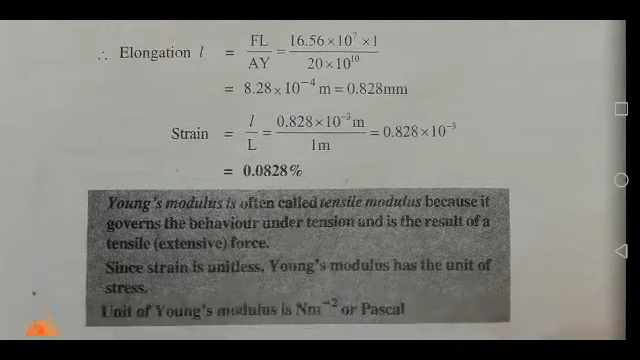 ∴ Elongation l = FL/AY = 16.56 × 10⁷ × 1 / 20 × 10¹⁰
= 8.28 × 10⁻⁴ m = 0.828mm
Strain = l/L = 0.828 × 10⁻³ m / 1m = 0.828 × 10⁻³
= 0.0828%
Young's modulus is often called tensile modulus because it
governs the behaviour under tension and is the result of a
tensile (extensive) force.
Since strain is unitless, Young's modulus has the unit of
stress.
Unit of Young's modulus is Nm⁻² or Pascal